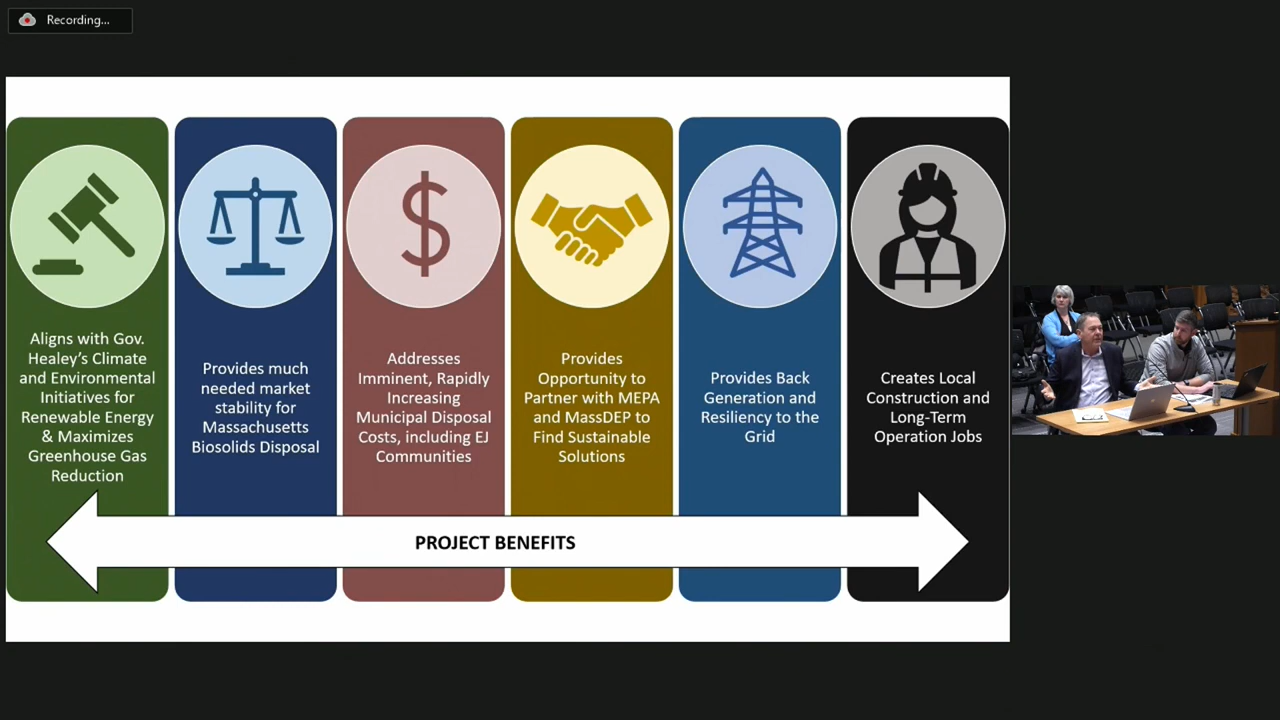 Recording...
Aligns with Gov.
Healey's Climate
and Environmental
Initiatives for
Renewable Energy
& Maximizes
Greenhouse Gas
Reduction
Provides much
needed market
stability for
Massachusetts
Biosolids Disposal
Addresses
Imminent, Rapidly
Increasing
Municipal Disposal
Costs, including EJ
Communities
Provides
Opportunity to
Partner with MEPA
and MassDEP to
Find Sustainable
Solutions
Provides Back
Generation and
Resiliency to the
Grid
Creates Local
Construction and
Long-Term
Operation Jobs
PROJECT BENEFITS